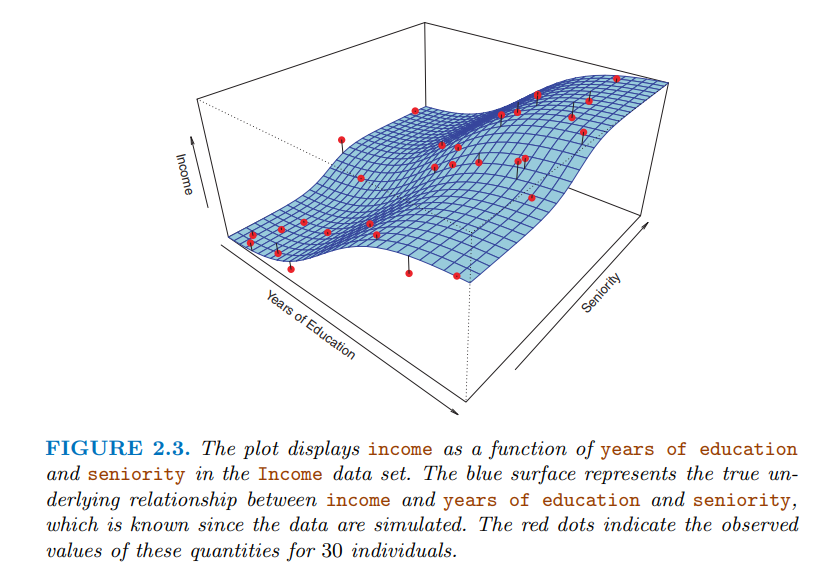 Income
Years of Education
Seniority
FIGURE 2.3. The plot displays income as a function of years of education
and seniority in the Income data set. The blue surface represents the true un-
derlying relationship between income and years of education and seniority,
which is known since the data are simulated. The red dots indicate the observed
values of these quantities for 30 individuals.